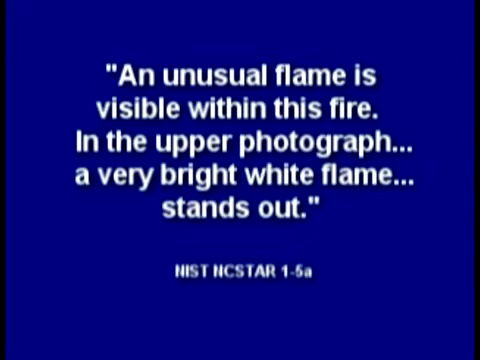 "An unusual flame is
visible within this fire.
In the upper photograph...
a very bright white flame...
stands out."
NIST NCSTAR 1-5a